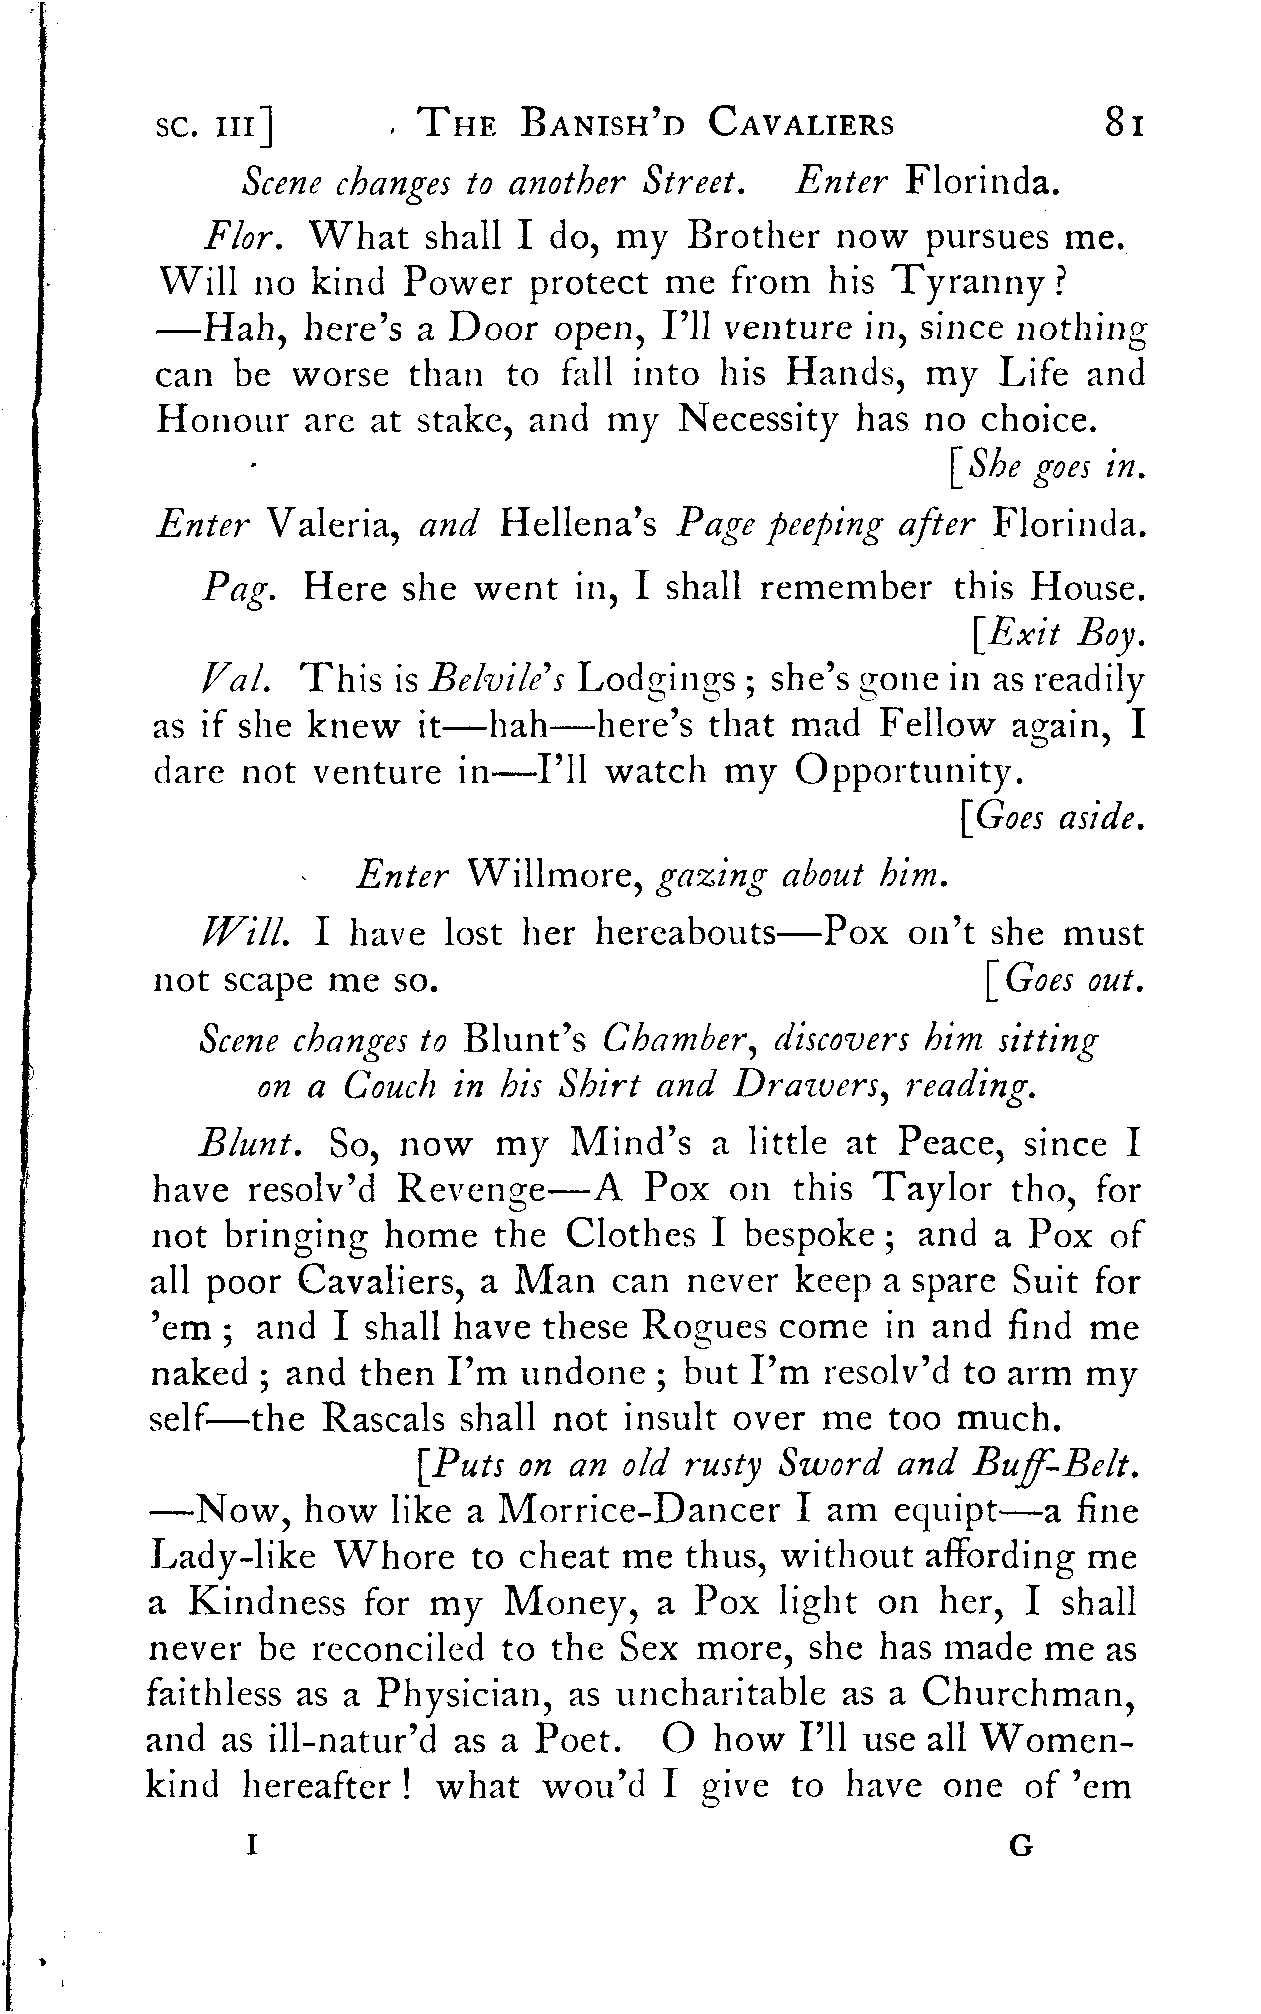 SC. III] THE BANISH'D CAVALIERS 81
Scene changes to another Street. Enter Florinda.
Flor. What shall I do, my Brother now pursues me.
Will no kind Power protect me from his Tyranny?
—Hah, here's a Door open, I'll venture in, since nothing
can be worse than to fall into his Hands, my Life and
Honour are at stake, and my Necessity has no choice.
[She goes in.
Enter Valeria, and Hellena's Page peeping after Florinda.
Pag. Here she went in, I shall remember this House.
[Exit Boy.
Val. This is Belvile's Lodgings; she's gone in as readily
as if she knew it—hah—here's that mad Fellow again, I
dare not venture in—I'll watch my Opportunity.
[Goes aside.
Enter Willmore, gazing about him.
Will. I have lost her hereabouts—Pox on't she must
not scape me so. [Goes out.
Scene changes to Blunt's Chamber, discovers him sitting
on a Couch in his Shirt and Drawers, reading.
Blunt. So, now my Mind's a little at Peace, since I
have resolv'd Revenge—A Pox on this Taylor tho, for
not bringing home the Clothes I bespoke; and a Pox of
all poor Cavaliers, a Man can never keep a spare Suit for
'em; and I shall have these Rogues come in and find me
naked; and then I'm undone; but I'm resolv'd to arm my
self—the Rascals shall not insult over me too much.
[Puts on an old rusty Sword and Buff-Belt.
—Now, how like a Morrice-Dancer I am equipt—a fine
Lady-like Whore to cheat me thus, without affording me
a Kindness for my Money, a Pox light on her, I shall
never be reconciled to the Sex more, she has made me as
faithless as a Physician, as uncharitable as a Churchman,
and as ill-natur'd as a Poet. O how I'll use all Women-
kind hereafter! what wou'd I give to have one of 'em
I G